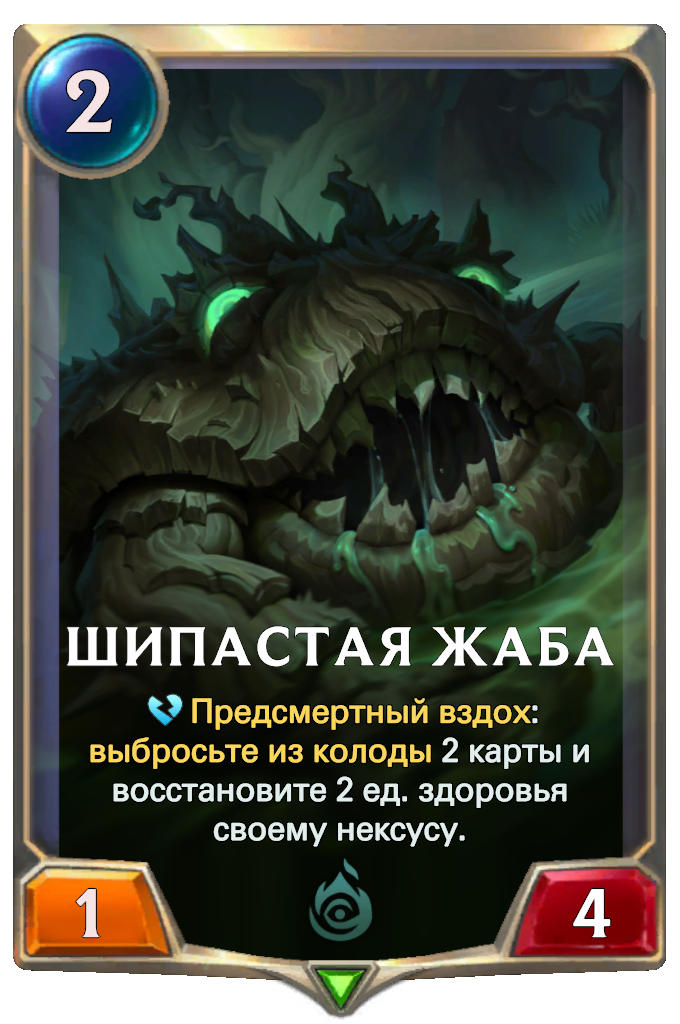 2
ШИПАСТАЯ ЖАБА
Предсмертный вздох:
выбросьте из колоды 2 карты и
восстановите 2 ед. здоровья
своему нексусу.
1
4